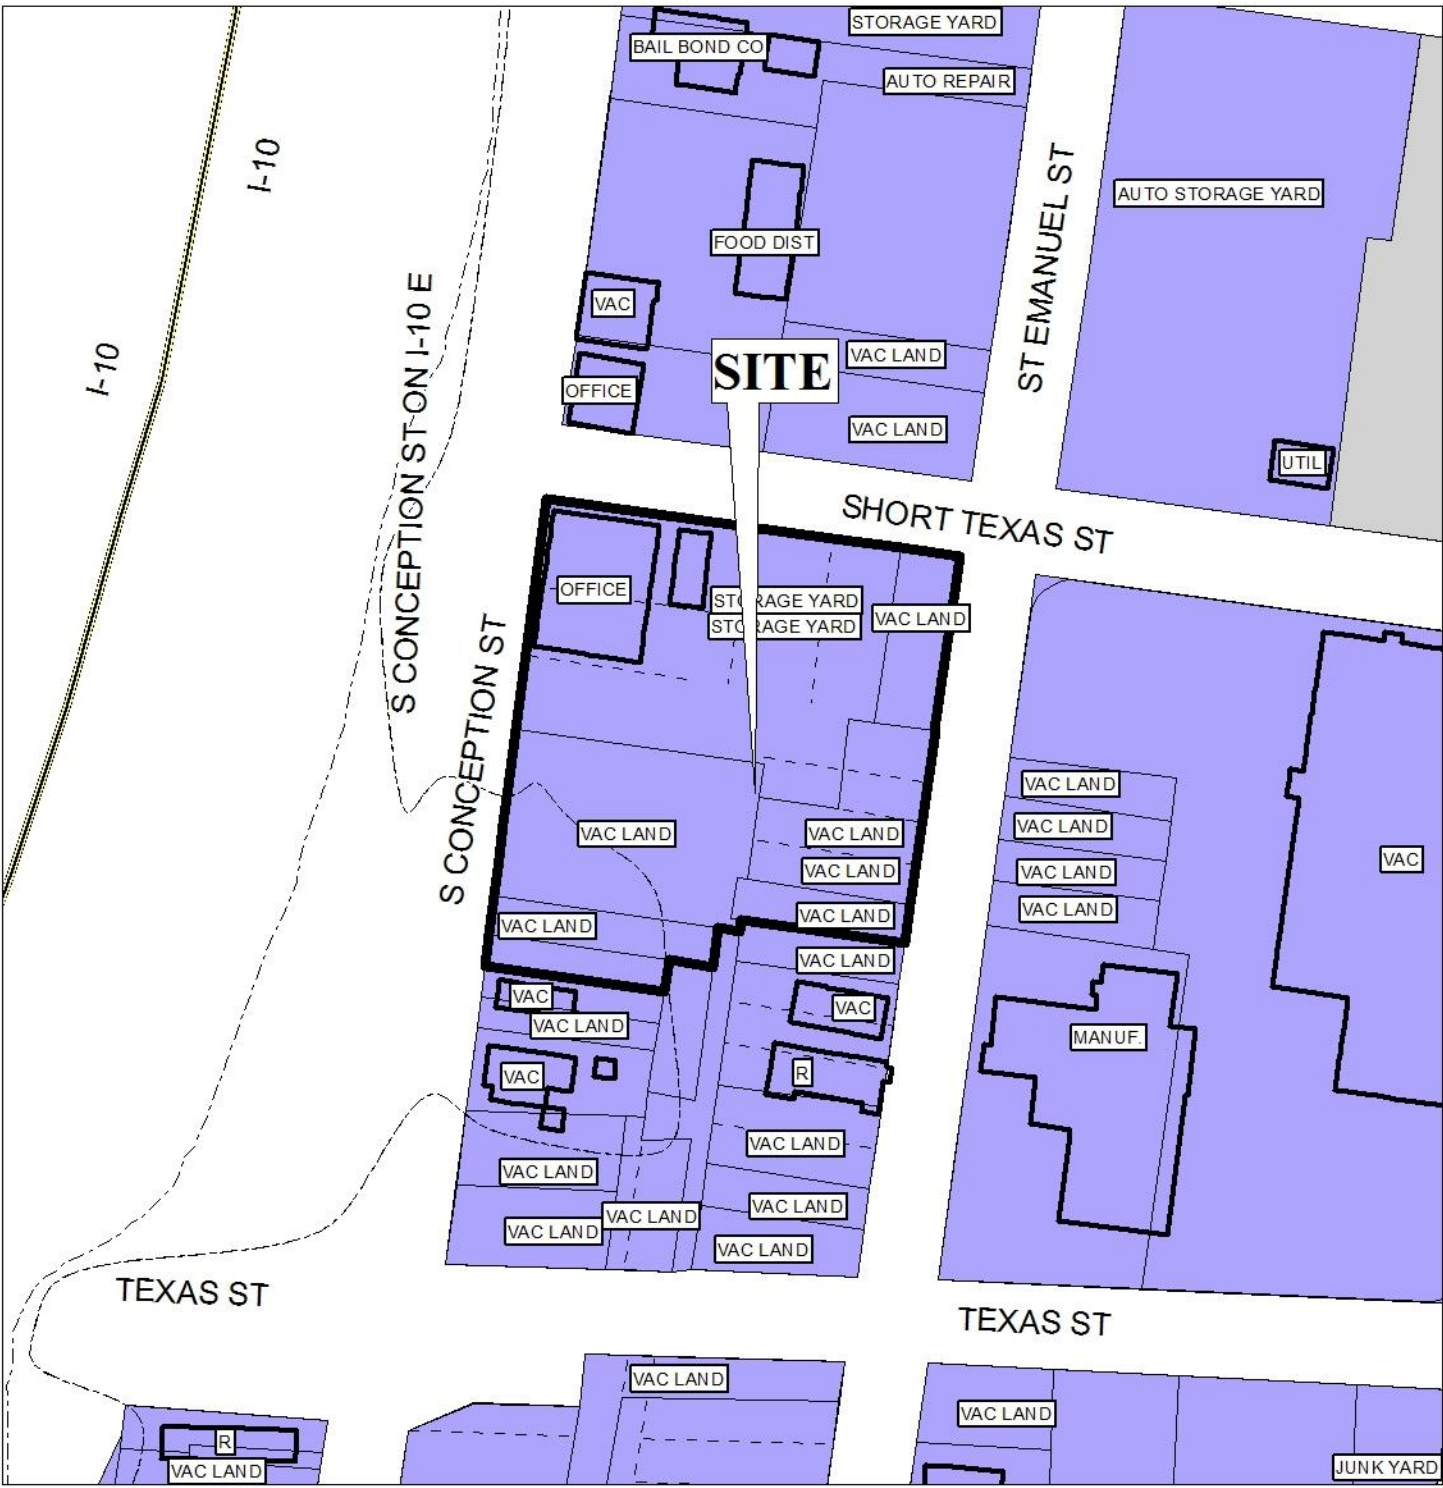 STORAGE YARD
BAIL BOND CO
AUTO REPAIR
I-10
AUTO STORAGE YARD
FOOD DIST
ST EMANUEL ST
VAC
S CONCEPTION ST ON I-10 E
I-10
VAC LAND
SITE
OFFICE
VAC LAND
UTIL
SHORT TEXAS ST
OFFICE
STORAGE YARD
STORAGE YARD
VAC LAND
S CONCEPTION ST
VAC LAND
VAC LAND
VAC LAND
VAC LAND
VAC
VAC LAND
VAC LAND
VAC LAND
VAC LAND
VAC LAND
VAC LAND
VAC
VAC
VAC LAND
MANUF.
VAC
R
VAC LAND
VAC LAND
VAC LAND
VAC LAND
VAC LAND
VAC LAND
TEXAS ST
TEXAS ST
VAC LAND
VAC LAND
R
VAC LAND
JUNK YARD